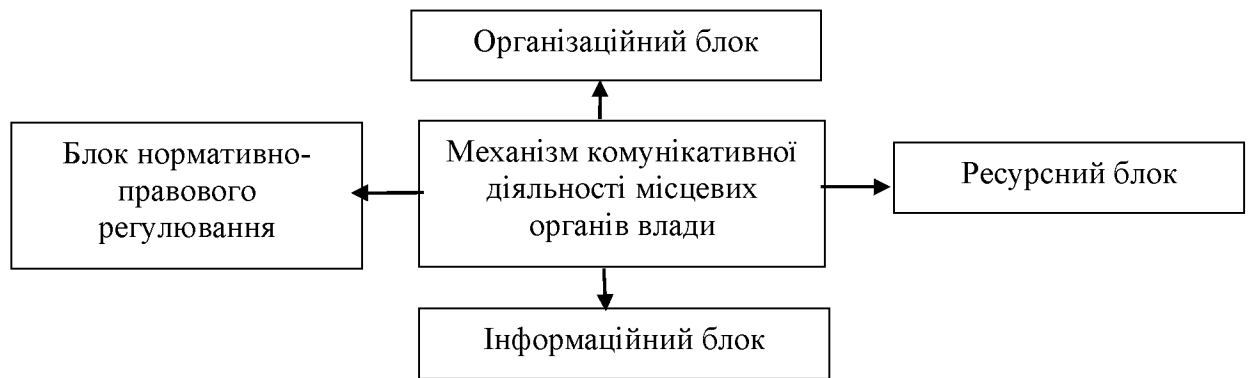 Організаційний блок
Блок нормативно-
правового
регулювання
Механізм комунікативної
діяльності місцевих
органів влади
Ресурсний блок
Інформаційний блок